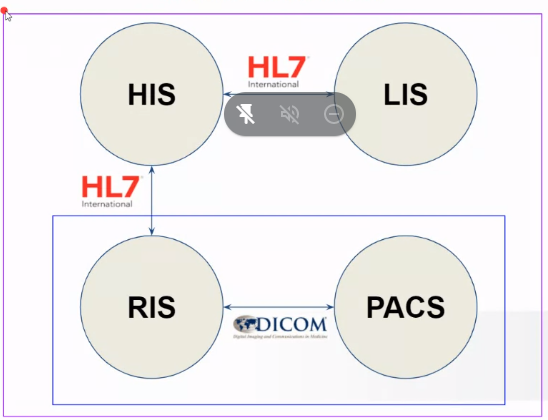 HL7
International
HIS
LIS
HL7
International
RIS
PACS
DICOM
Digital Imaging and Communications in Medicine